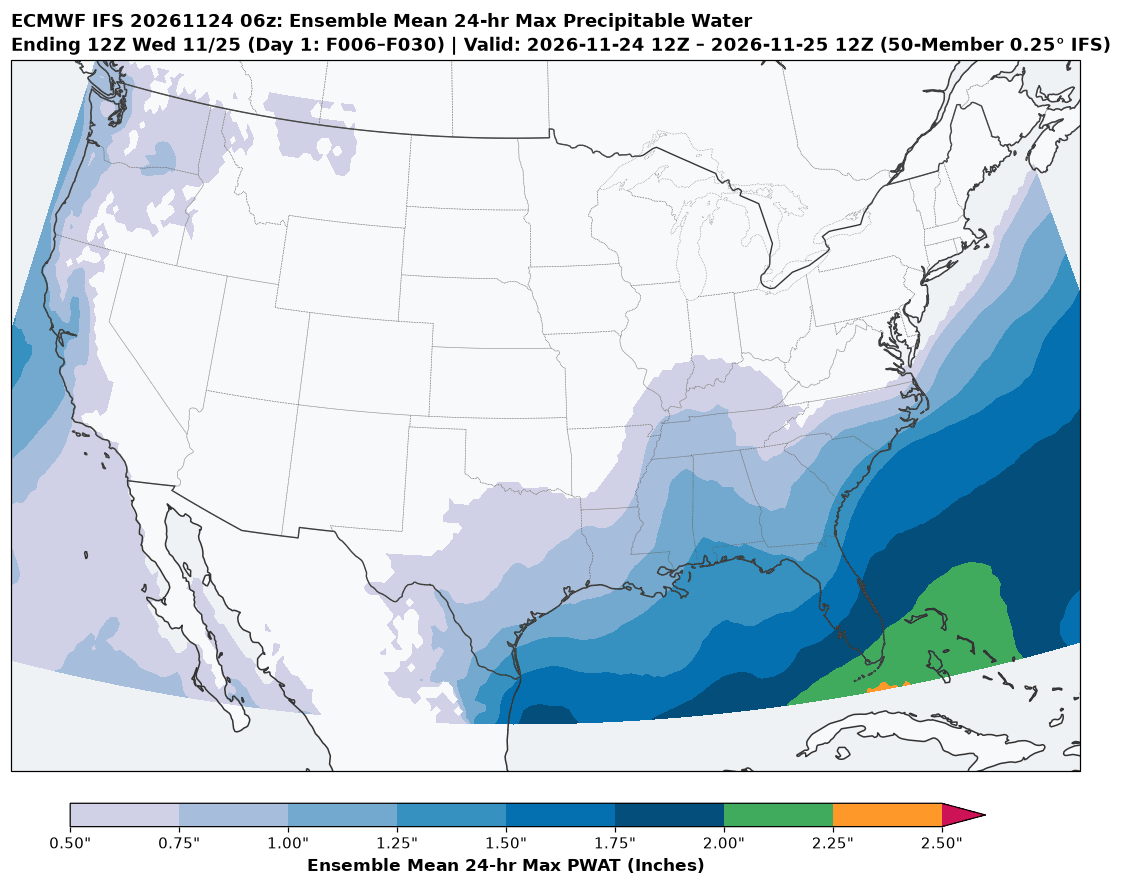 ECMWF IFS 20261124 06z: Ensemble Mean 24-hr Max Precipitable Water
Ending 12Z Wed 11/25 (Day 1: F006–F030) | Valid: 2026-11-24 12Z – 2026-11-25 12Z (50-Member 0.25° IFS)
0.50" 0.75" 1.00" 1.25" 1.50" 1.75" 2.00" 2.25" 2.50"
Ensemble Mean 24-hr Max PWAT (Inches)